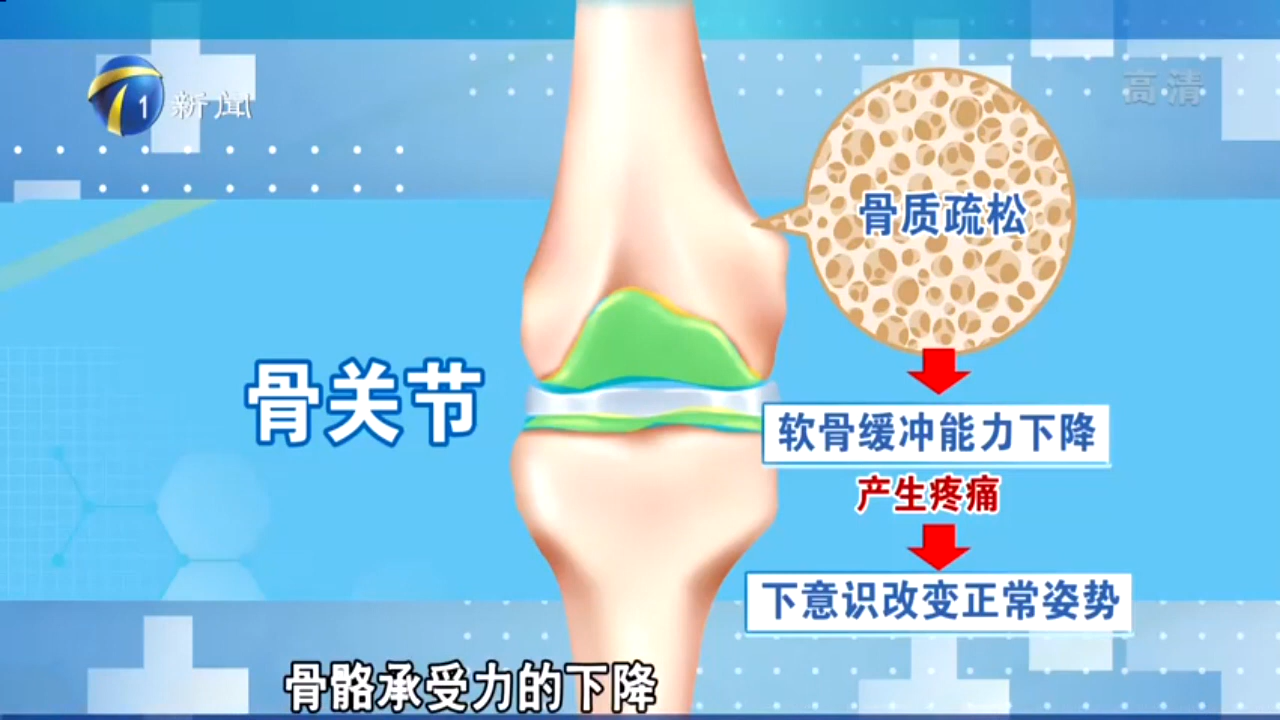 1 新闻
高清
骨质疏松
骨关节
软骨缓冲能力下降
产生疼痛
下意识改变正常姿势
骨骼承受力的下降